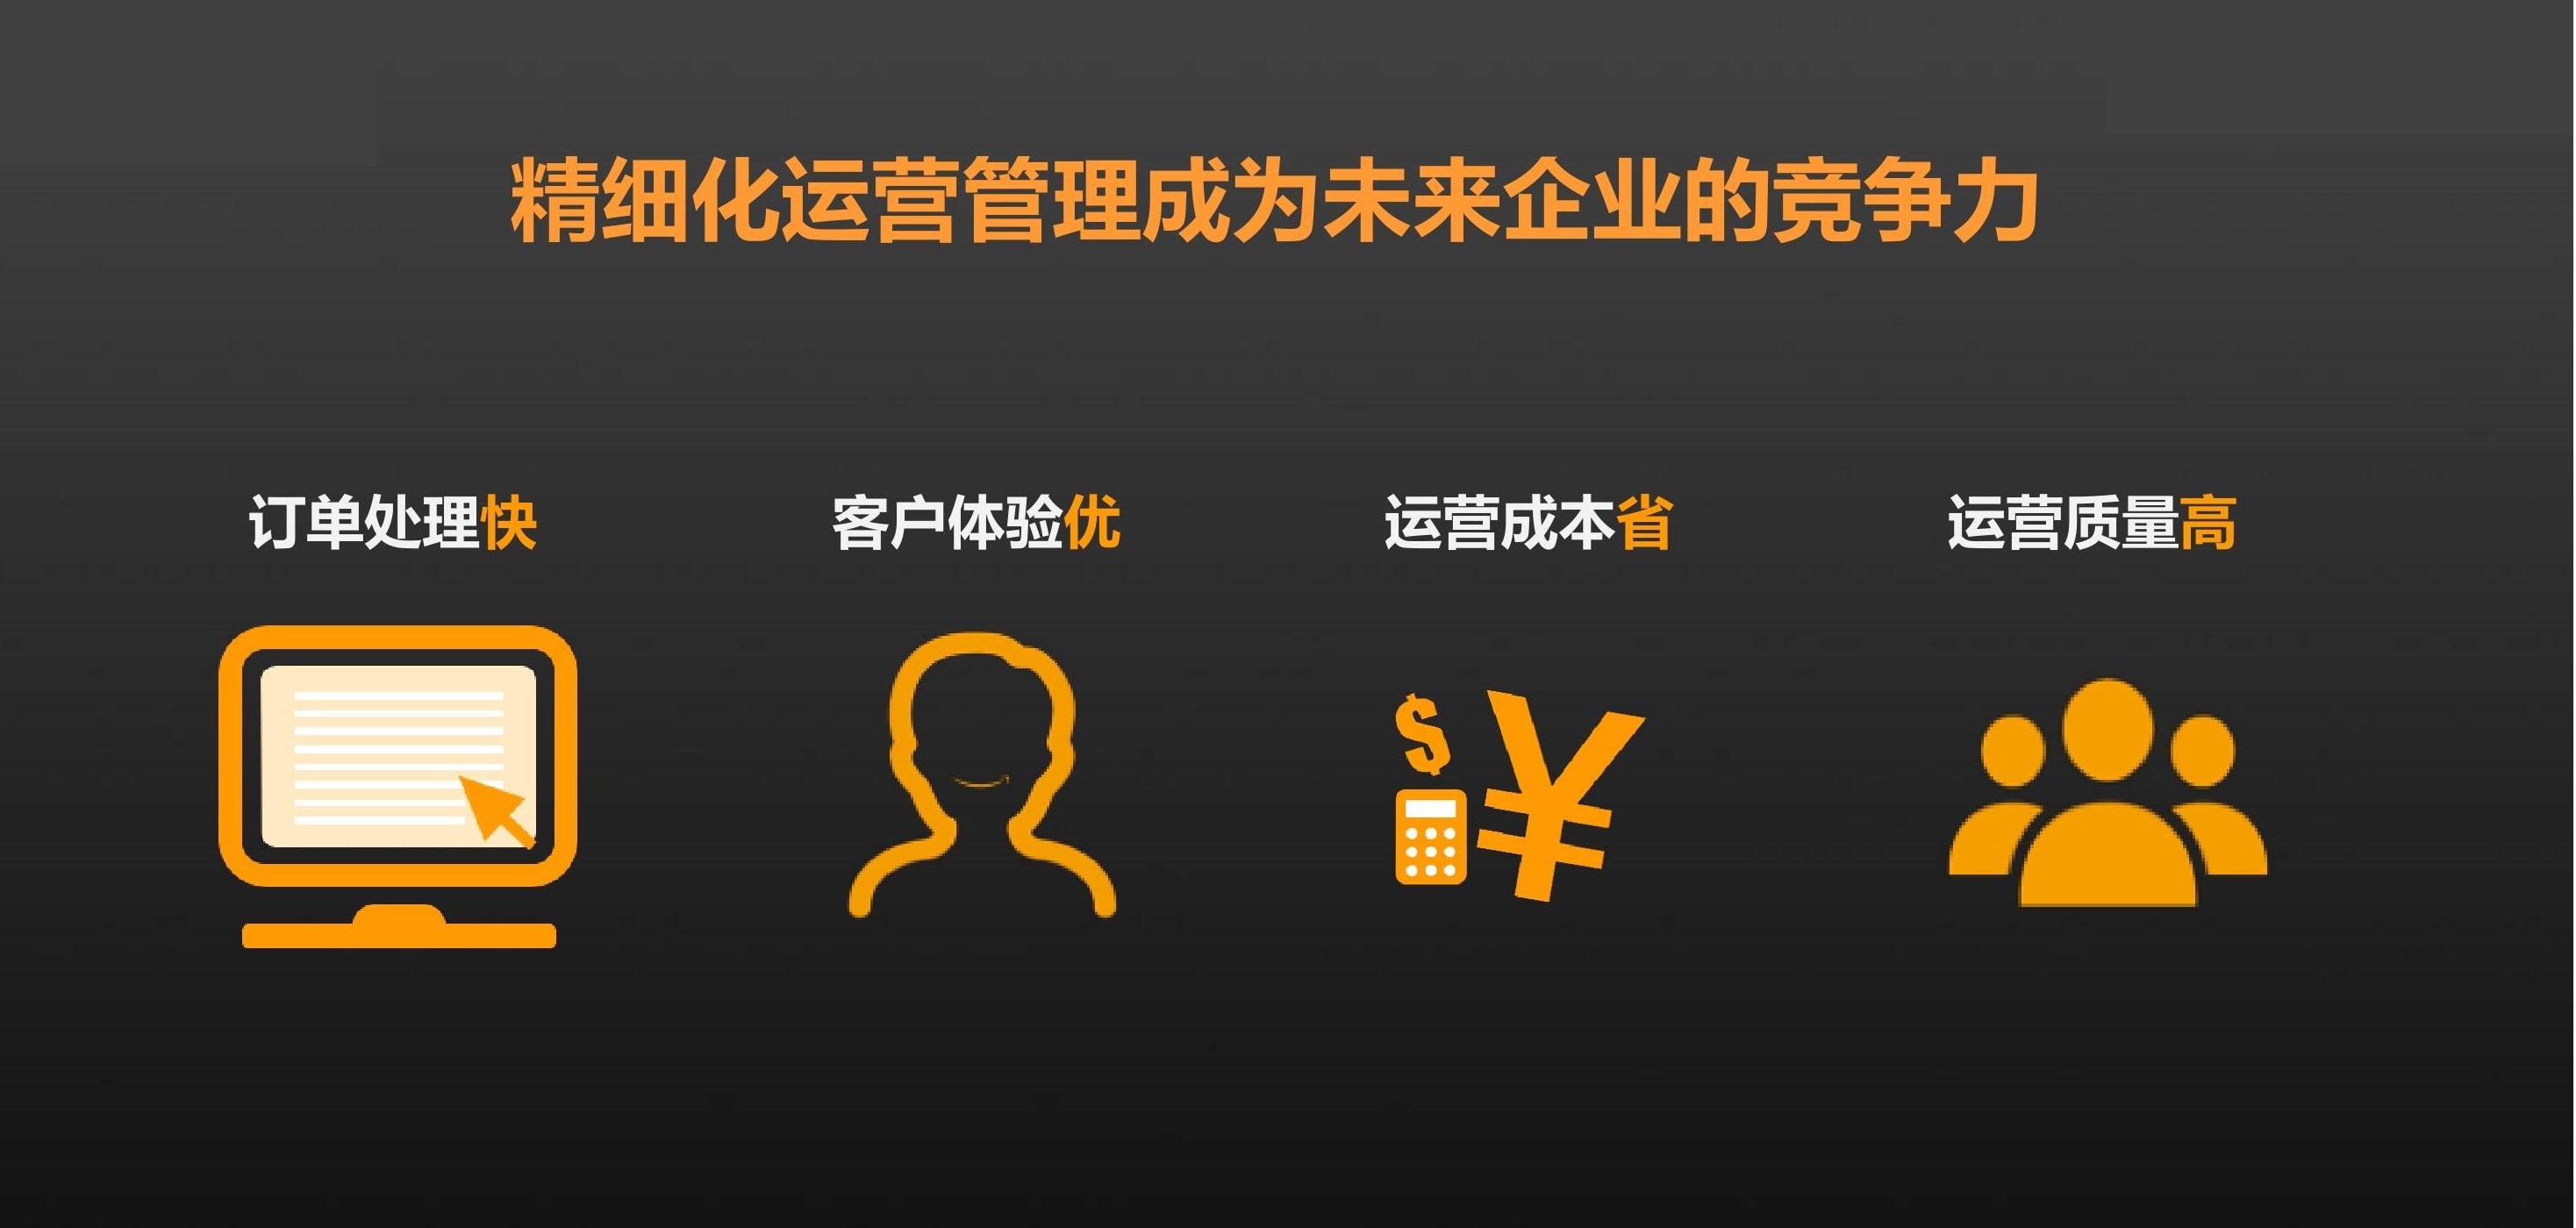 精细化运营管理成为未来企业的竞争力
订单处理快
客户体验优
运营成本省
运营质量高
$
¥